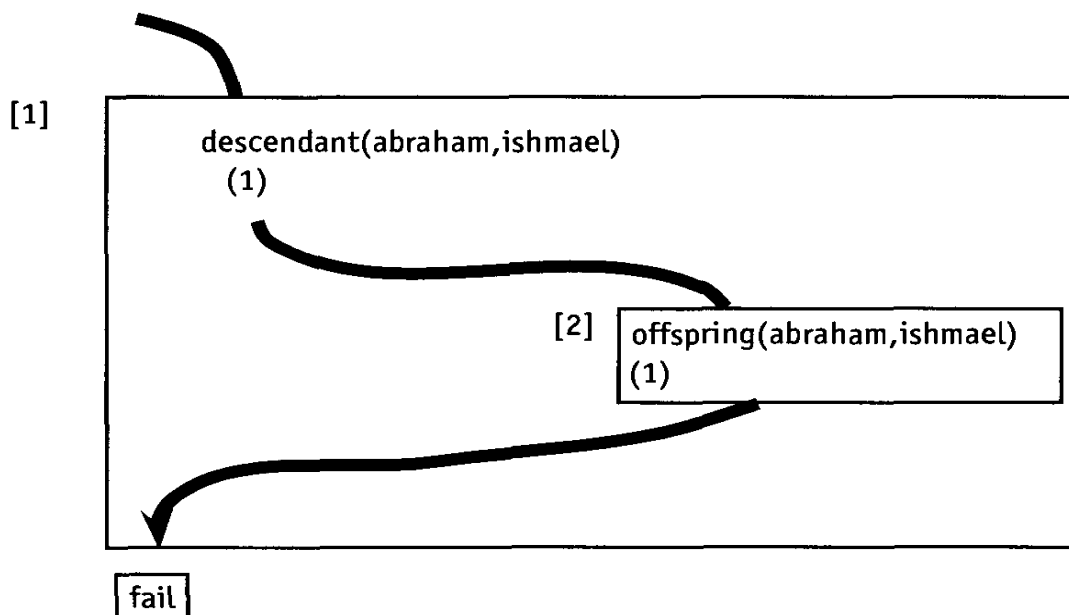 [1]
descendant(abraham,ishmael)
(1)
[2]
offspring(abraham,ishmael)
(1)
fail